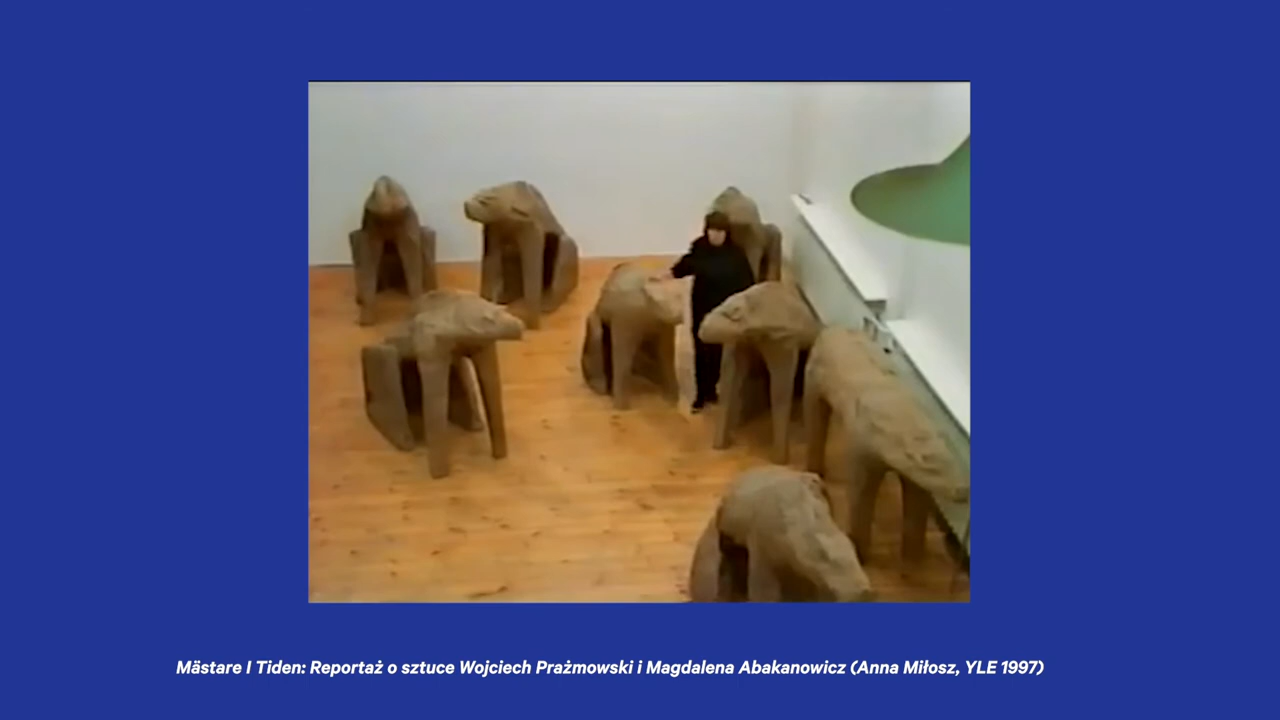 Mästare I Tiden: Reportaż o sztuce Wojciech Prażmowski i Magdalena Abakanowicz (Anna Miłosz, YLE 1997)